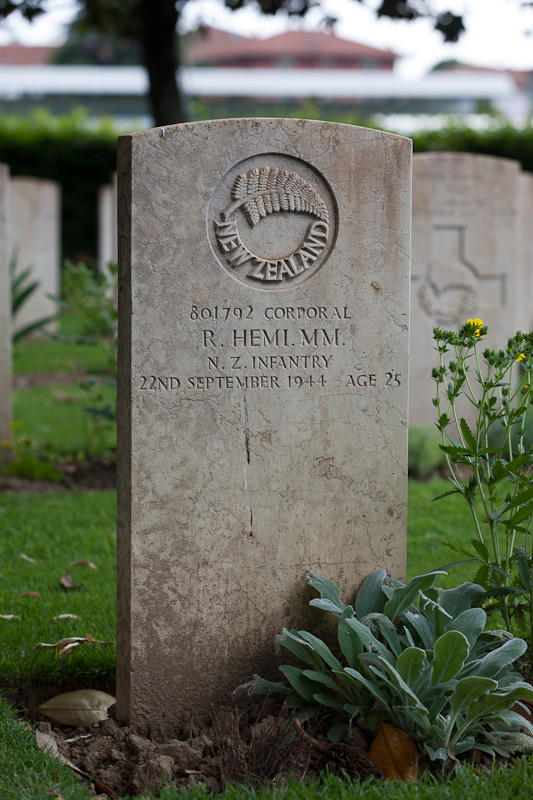 NEW ZEALAND
801792 CORPORAL
R. HEMI. MM.
N. Z. INFANTRY
22ND SEPTEMBER 1944 - AGE 25